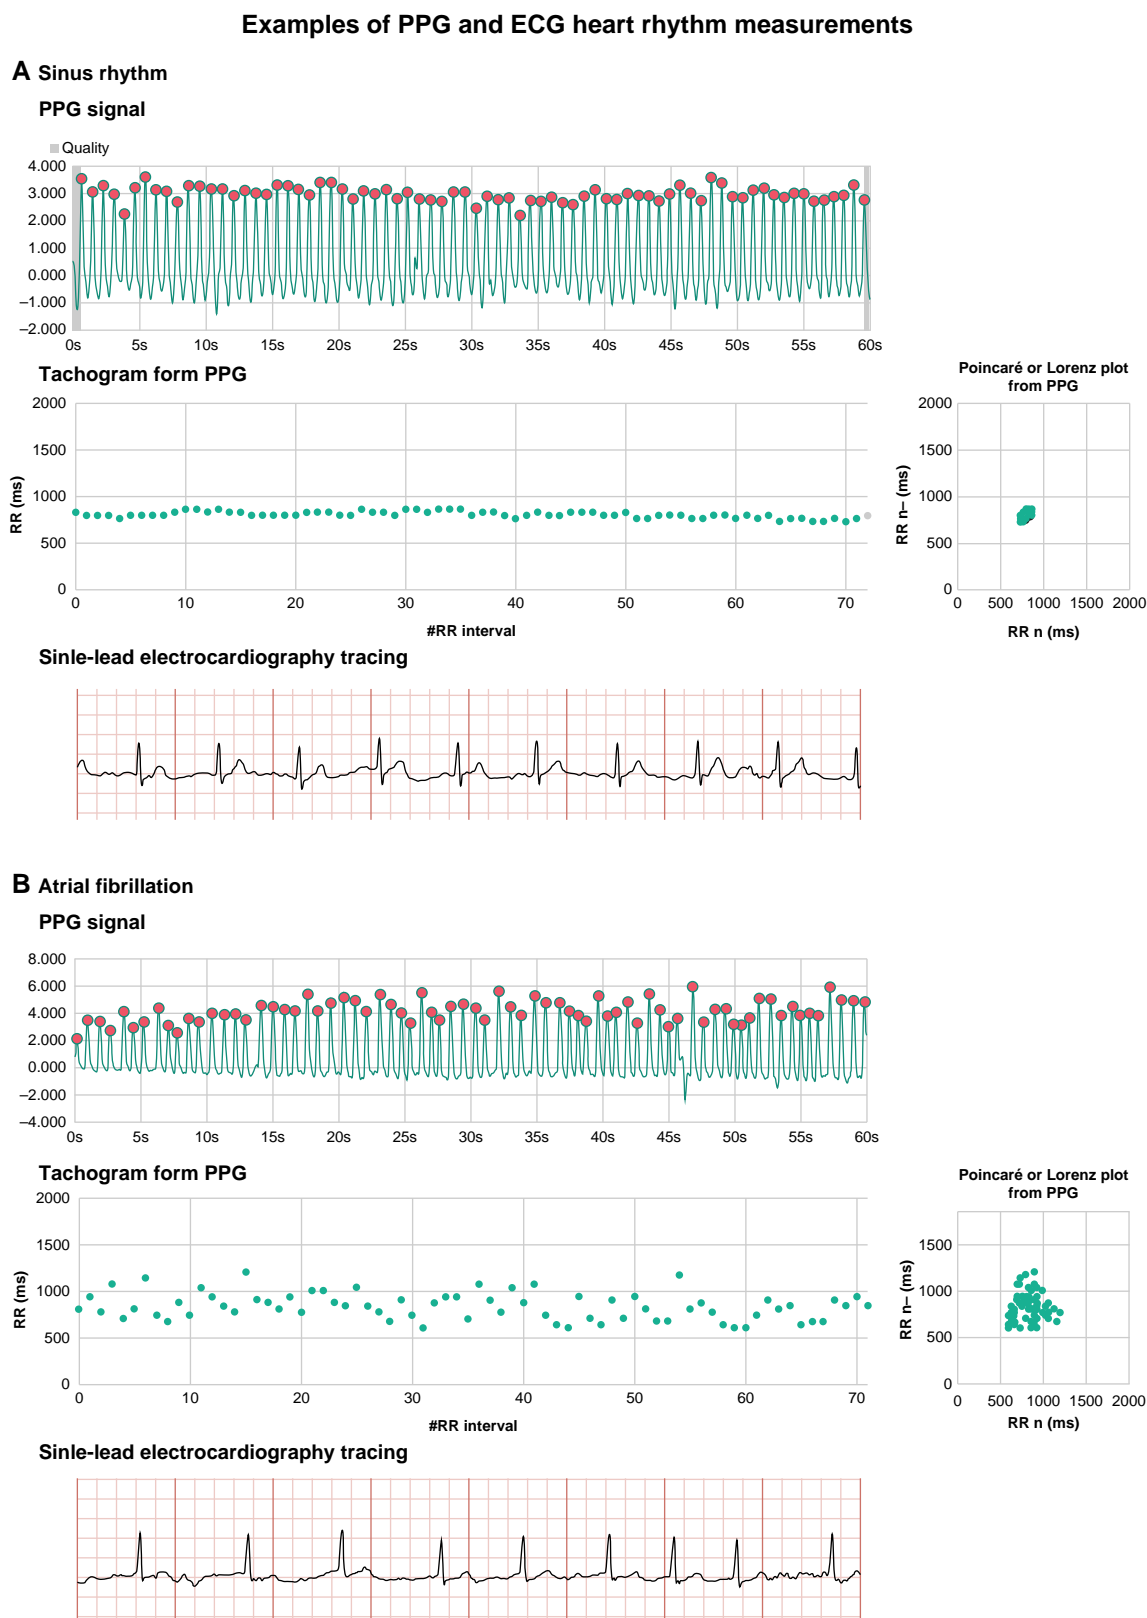 Examples of PPG and ECG heart rhythm measurements
A Sinus rhythm
PPG signal
Quality
4.000
3.000
2.000
1.000
0.000
–1.000
–2.000
0s 5s 10s 15s 20s 25s 30s 35s 40s 45s 50s 55s 60s
Tachogram form PPG
2000
1500
1000
500
0
RR (ms)
0 10 20 30 40 50 60 70
#RR interval
Poincaré or Lorenz plot
from PPG
2000
1500
1000
500
0
RR n– (ms)
0 500 1000 1500 2000
RR n (ms)
Sinle-lead electrocardiography tracing
B Atrial fibrillation
PPG signal
8.000
6.000
4.000
2.000
0.000
–2.000
–4.000
0s 5s 10s 15s 20s 25s 30s 35s 40s 45s 50s 55s 60s
Tachogram form PPG
2000
1500
1000
500
0
RR (ms)
0 10 20 30 40 50 60 70
#RR interval
Poincaré or Lorenz plot
from PPG
1500
1000
500
0
RR n– (ms)
0 500 1000 1500 2000
RR n (ms)
Sinle-lead electrocardiography tracing